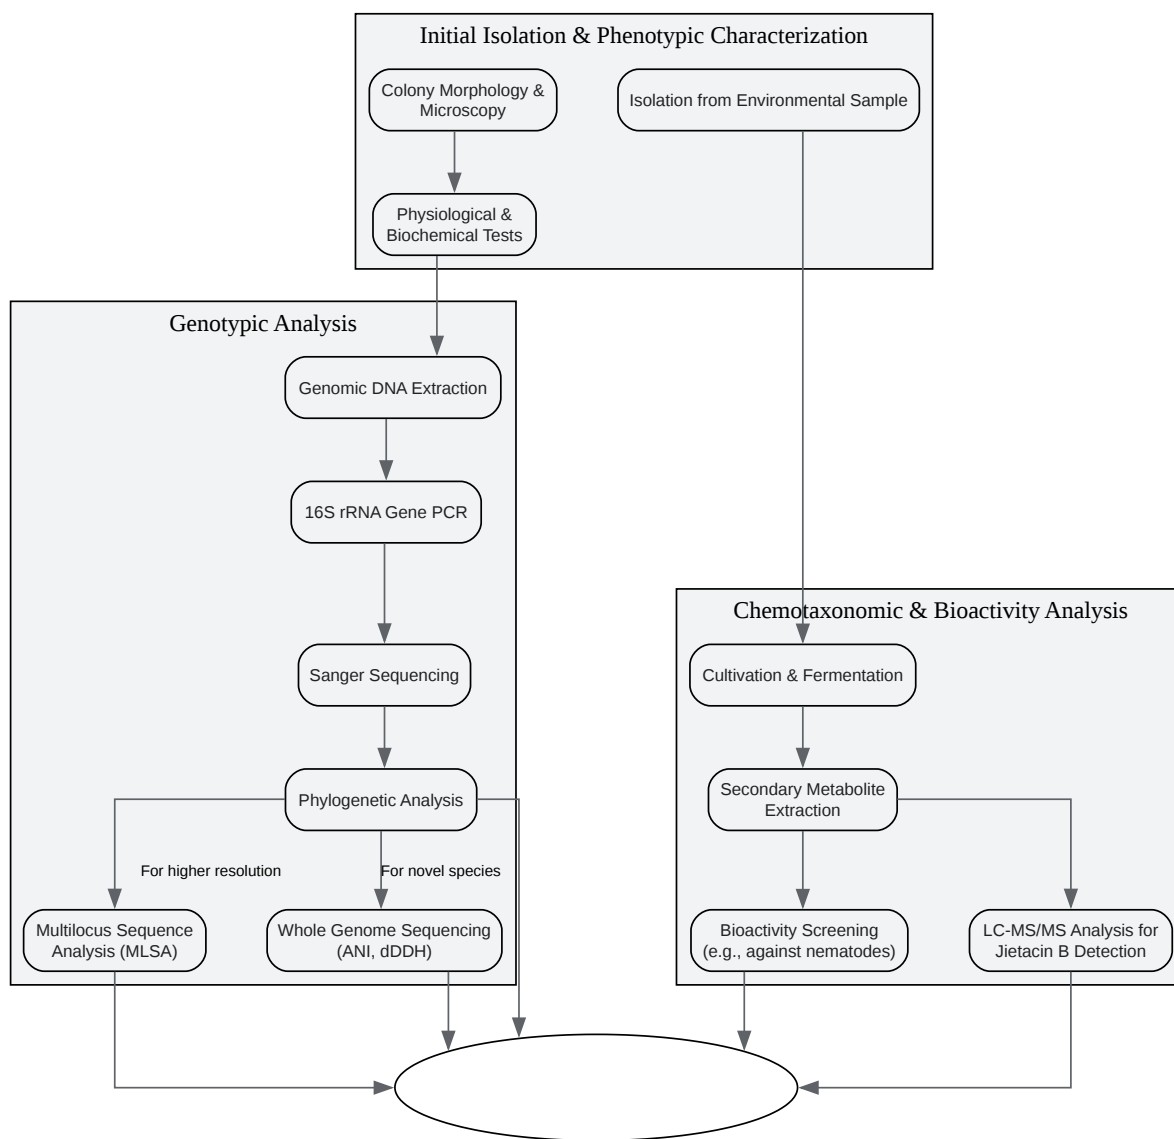 Initial Isolation & Phenotypic Characterization
Colony Morphology &
Microscopy
Isolation from Environmental Sample
Physiological &
Biochemical Tests
Genotypic Analysis
Genomic DNA Extraction
16S rRNA Gene PCR
Sanger Sequencing
Phylogenetic Analysis
For higher resolution
For novel species
Multilocus Sequence
Analysis (MLSA)
Whole Genome Sequencing
(ANI, dDDH)
Chemotaxonomic & Bioactivity Analysis
Cultivation & Fermentation
Secondary Metabolite
Extraction
Bioactivity Screening
(e.g., against nematodes)
LC-MS/MS Analysis for
Jietacin B Detection